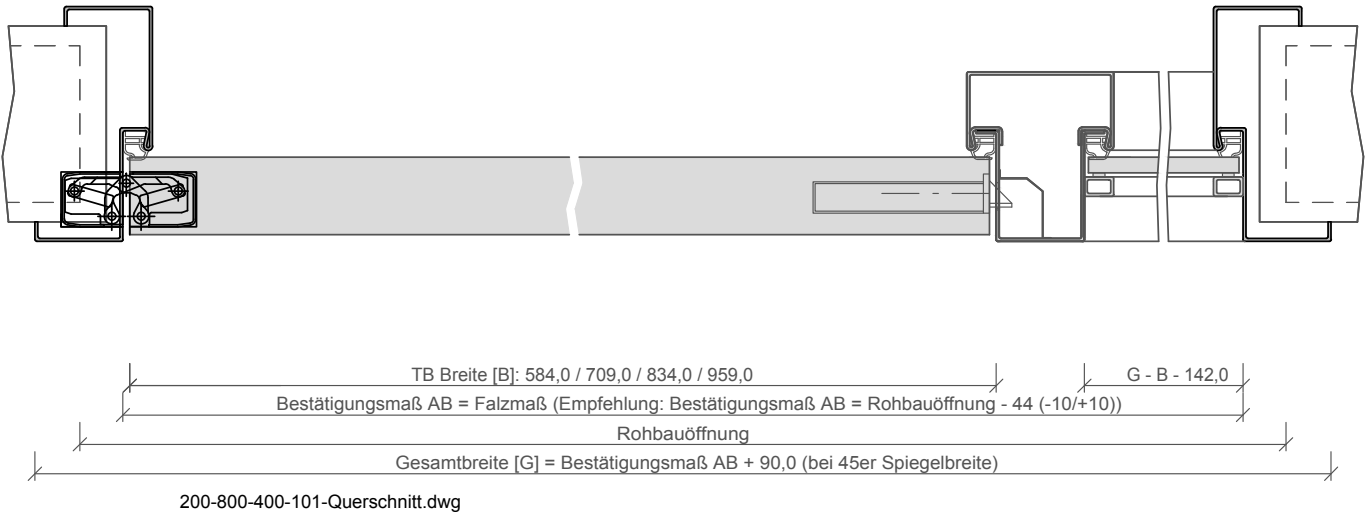 TB Breite [B]: 584,0 / 709,0 / 834,0 / 959,0
G - B - 142,0
Bestätigungsmaß AB = Falzmaß (Empfehlung: Bestätigungsmaß AB = Rohbauöffnung - 44 (-10/+10))
Rohbauöffnung
Gesamtbreite [G] = Bestätigungsmaß AB + 90,0 (bei 45er Spiegelbreite)
200-800-400-101-Querschnitt.dwg